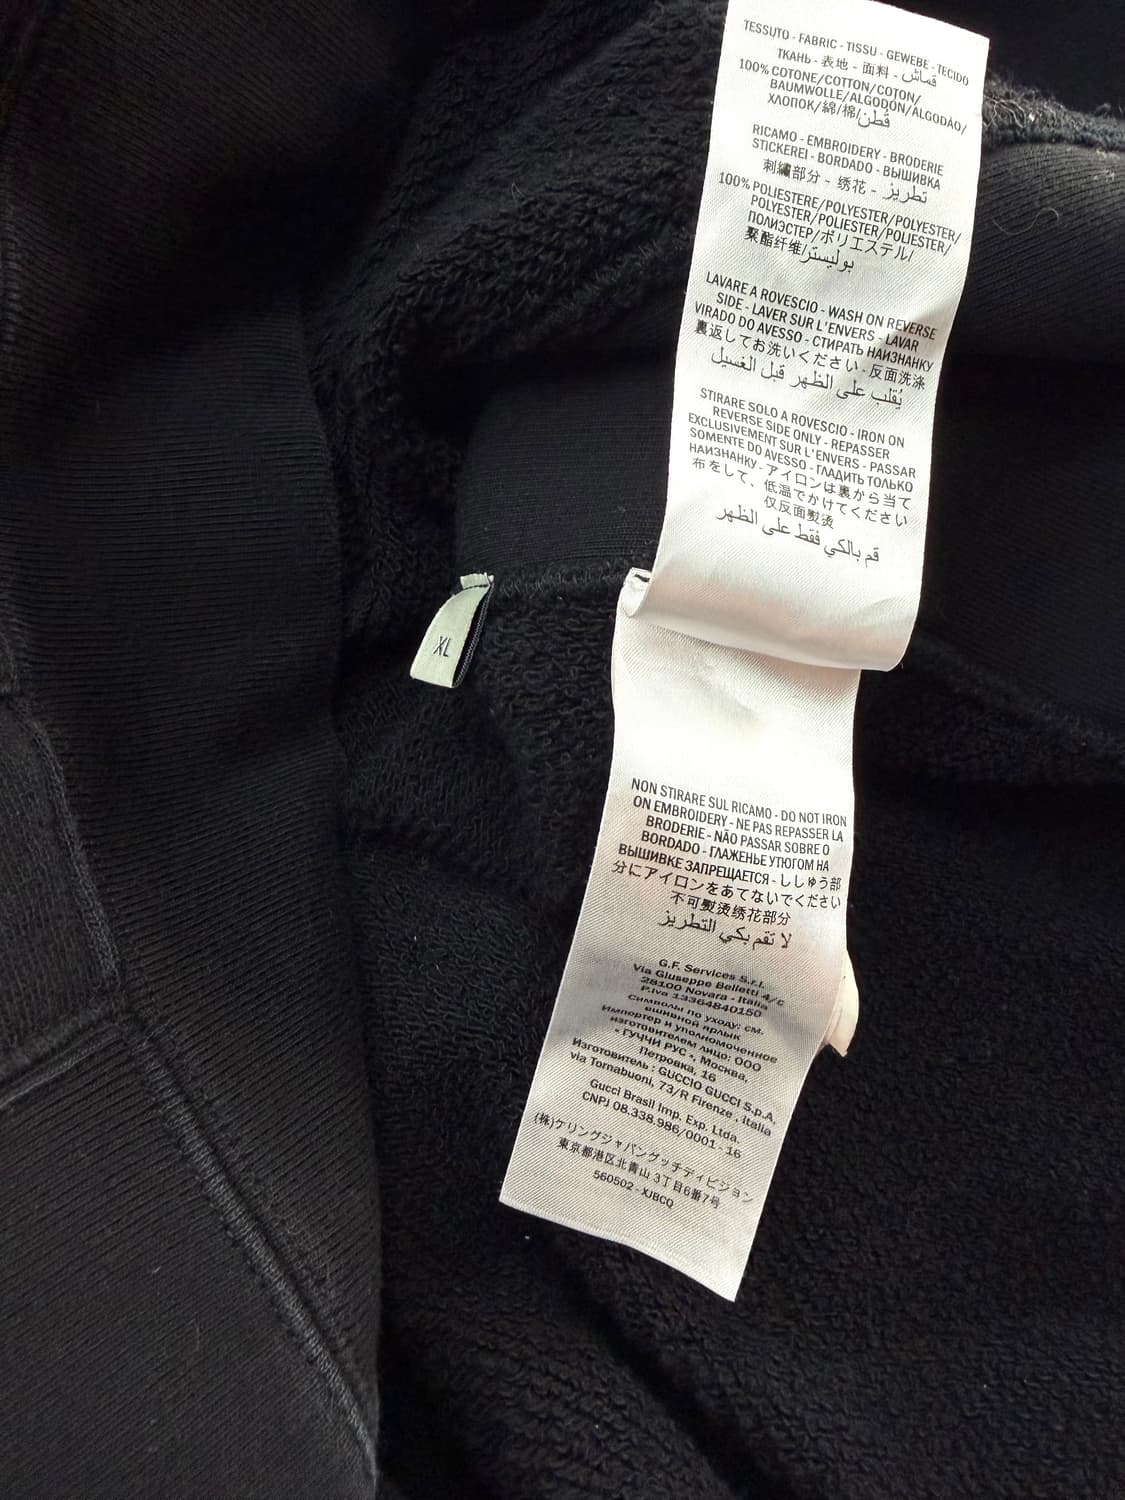 TESSUTO - FABRIC - TISSU - GEWEBE - TECIDO
ТКАНЬ - 表地 - 面料 - قماش
100% COTONE/COTTON/COTON/
BAUMWOLLE/ALGODÓN/ALGODÃO/
ХЛОПОК/綿/棉/قطن
RICAMO - EMBROIDERY - BRODERIE
STICKEREI - BORDADO - ВЫШИВКА
刺繍部分 - 绣花 - تطريز
100% POLIESTERE/POLYESTER/POLYESTER/
POLYESTER/POLIESTER/POLIESTER/
ПОЛИЭСТЕР/ポリエステル/
聚酯纤维/بوليستر
LAVARE A ROVESCIO - WASH ON REVERSE
SIDE - LAVER SUR L'ENVERS - LAVAR
VIRADO DO AVESSO - СТИРАТЬ НАИЗНАНКУ
裏返してお洗いください - 反面洗涤
يُقلب على الظهر قبل الغسيل
STIRARE SOLO A ROVESCIO - IRON ON
REVERSE SIDE ONLY - REPASSER
EXCLUSIVEMENT SUR L'ENVERS - PASSAR
SOMENTE DO AVESSO - ГЛАДИТЬ ТОЛЬКО
НАИЗНАНКУ - アイロンは裏から当て
布をして、低温でかけてください
仅反面熨烫
قم بالكي فقط على الظهر
XL
NON STIRARE SUL RICAMO - DO NOT IRON
ON EMBROIDERY - NE PAS REPASSER LA
BRODERIE - NÃO PASSAR SOBRE O
BORDADO - ГЛАЖЕНЬЕ УТЮГОМ НА
ВЫШИВКЕ ЗАПРЕЩАЕТСЯ - ししゅう部
分にアイロンをあてないでください
不可熨烫绣花部分
لا تقم بكي التطريز
G.F. Services S.r.l.
Via Giuseppe Belletti 4/c
28100 Novara - Italia
P.iva 13364840150
Символы по уходу: см.
вшивной ярлык
Импортер и уполномоченное
изготовителем лицо: ООО
« ГУЧЧИ РУС », Москва,
Петровка, 16
Изготовитель : GUCCIO GUCCI S.p.A,
via Tornabuoni, 73/R Firenze , Italia
Gucci Brasil Imp. Exp. Ltda.
CNPJ 08.338.986/0001 - 16
(株)ケリングジャパングッチディビジョン
東京都港区北青山 3丁目6番7号
560502 - XJBCQ